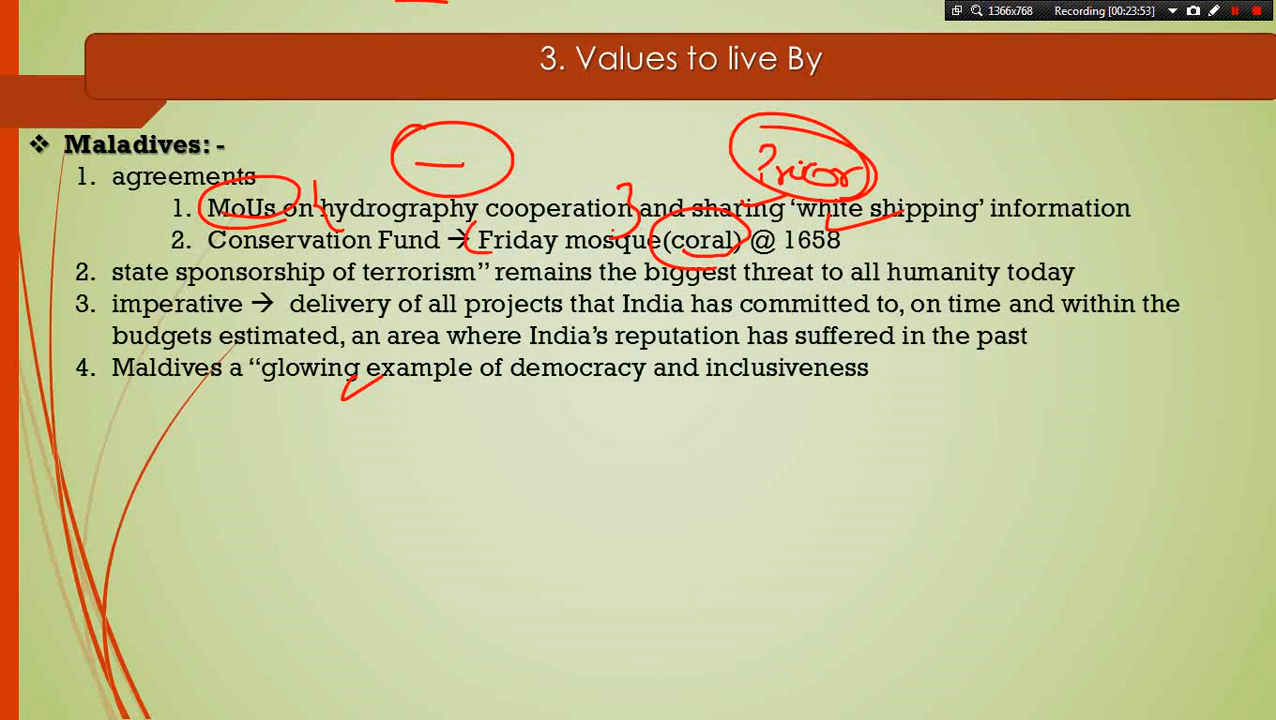 1366x768 Recording [00:23:53]
3. Values to live By
❖ Maladives: -
1. agreements
Prior
1. MoUs on hydrography cooperation and sharing ‘white shipping’ information
2. Conservation Fund → Friday mosque(coral) @ 1658
2. state sponsorship of terrorism” remains the biggest threat to all humanity today
3. imperative → delivery of all projects that India has committed to, on time and within the
budgets estimated, an area where India’s reputation has suffered in the past
4. Maldives a “glowing example of democracy and inclusiveness